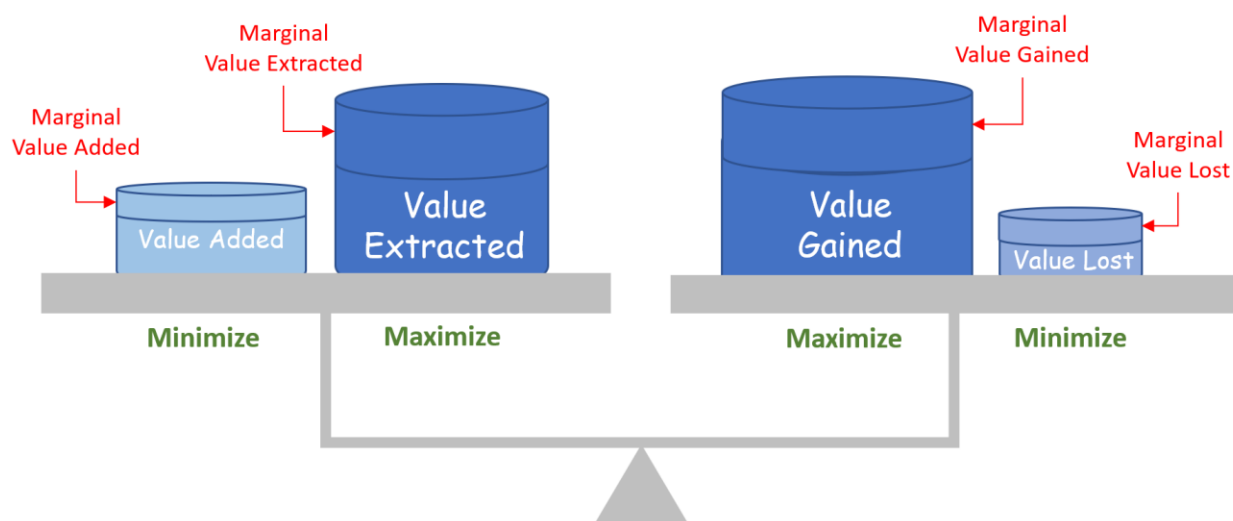 Marginal
Value Extracted
Marginal
Value Gained
Marginal
Value Added
Marginal
Value Lost
Value Added
Value
Extracted
Value
Gained
Value Lost
Minimize
Maximize
Maximize
Minimize